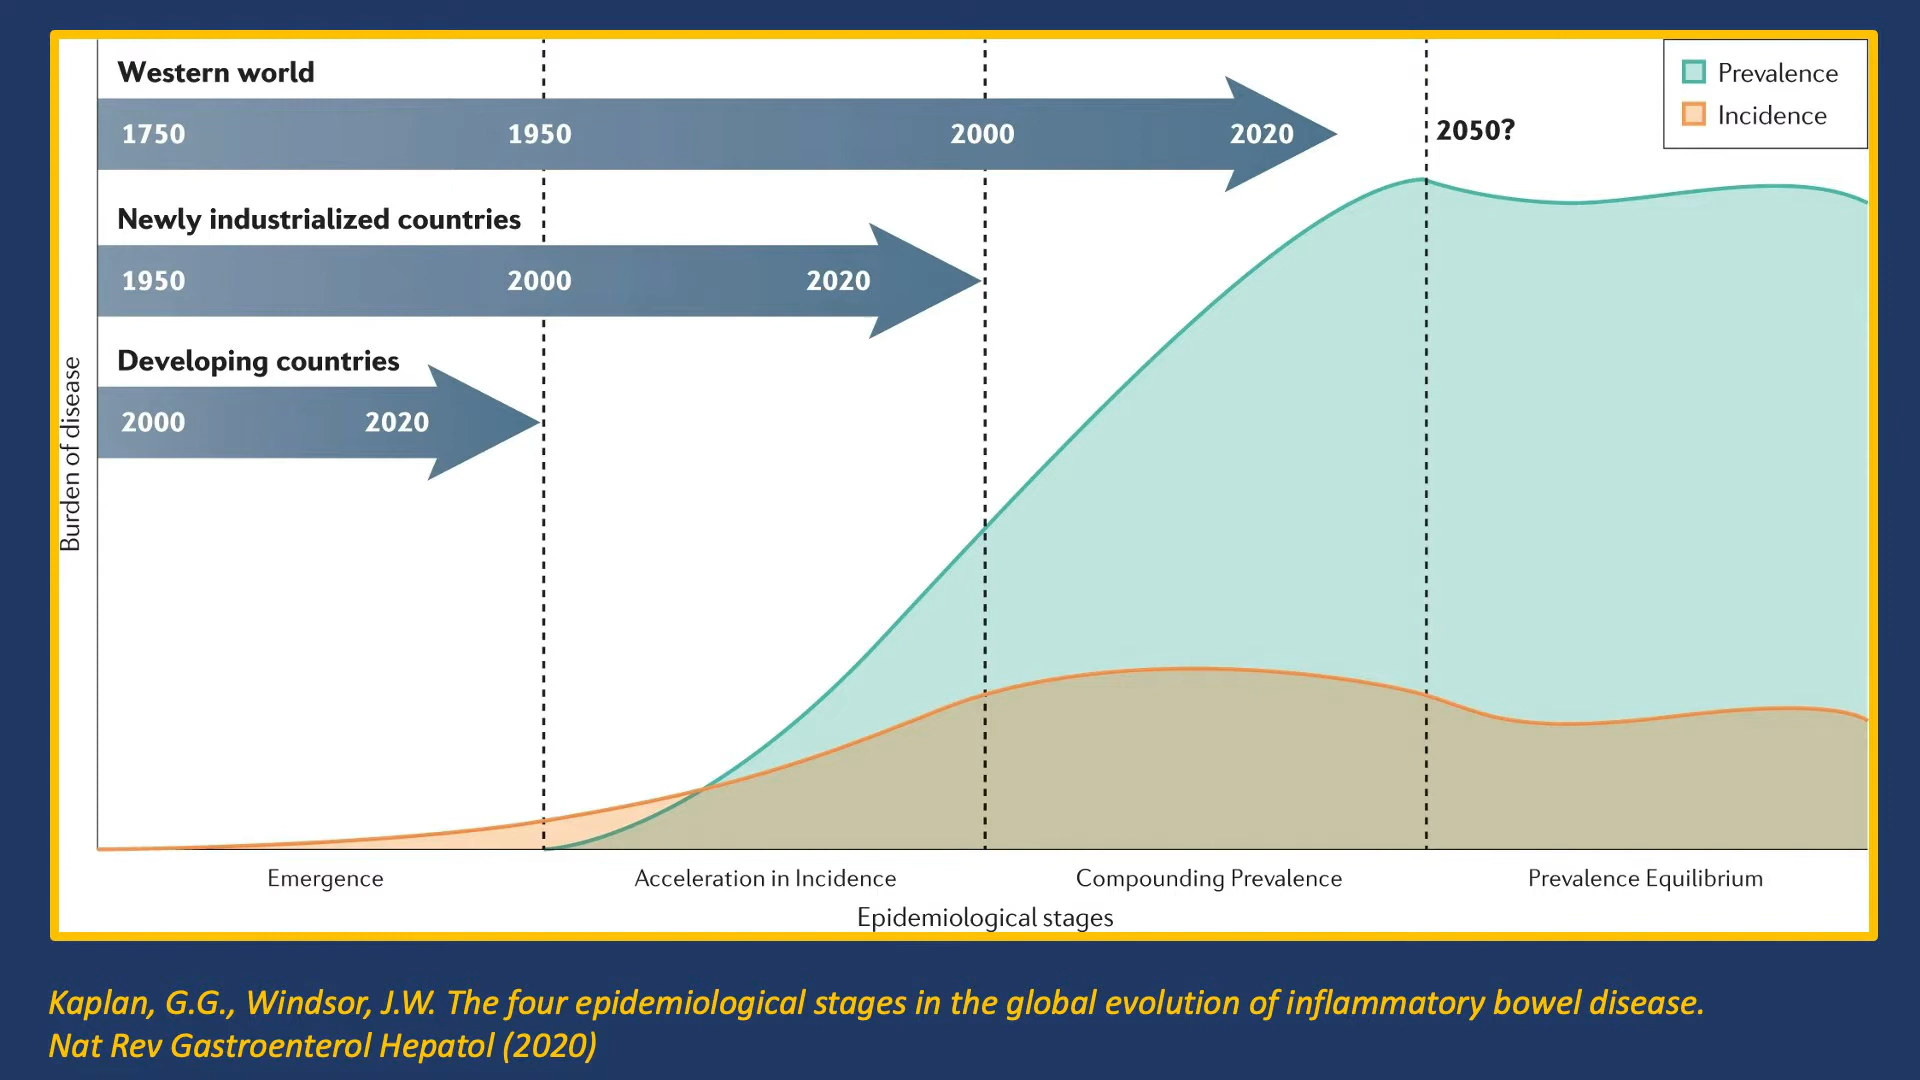 Western world
1750 1950 2000 2020 2050?
Prevalence
Incidence
Newly industrialized countries
1950 2000 2020
Developing countries
2000 2020
Burden of disease
Emergence Acceleration in Incidence Compounding Prevalence Prevalence Equilibrium
Epidemiological stages
Kaplan, G.G., Windsor, J.W. The four epidemiological stages in the global evolution of inflammatory bowel disease.
Nat Rev Gastroenterol Hepatol (2020)